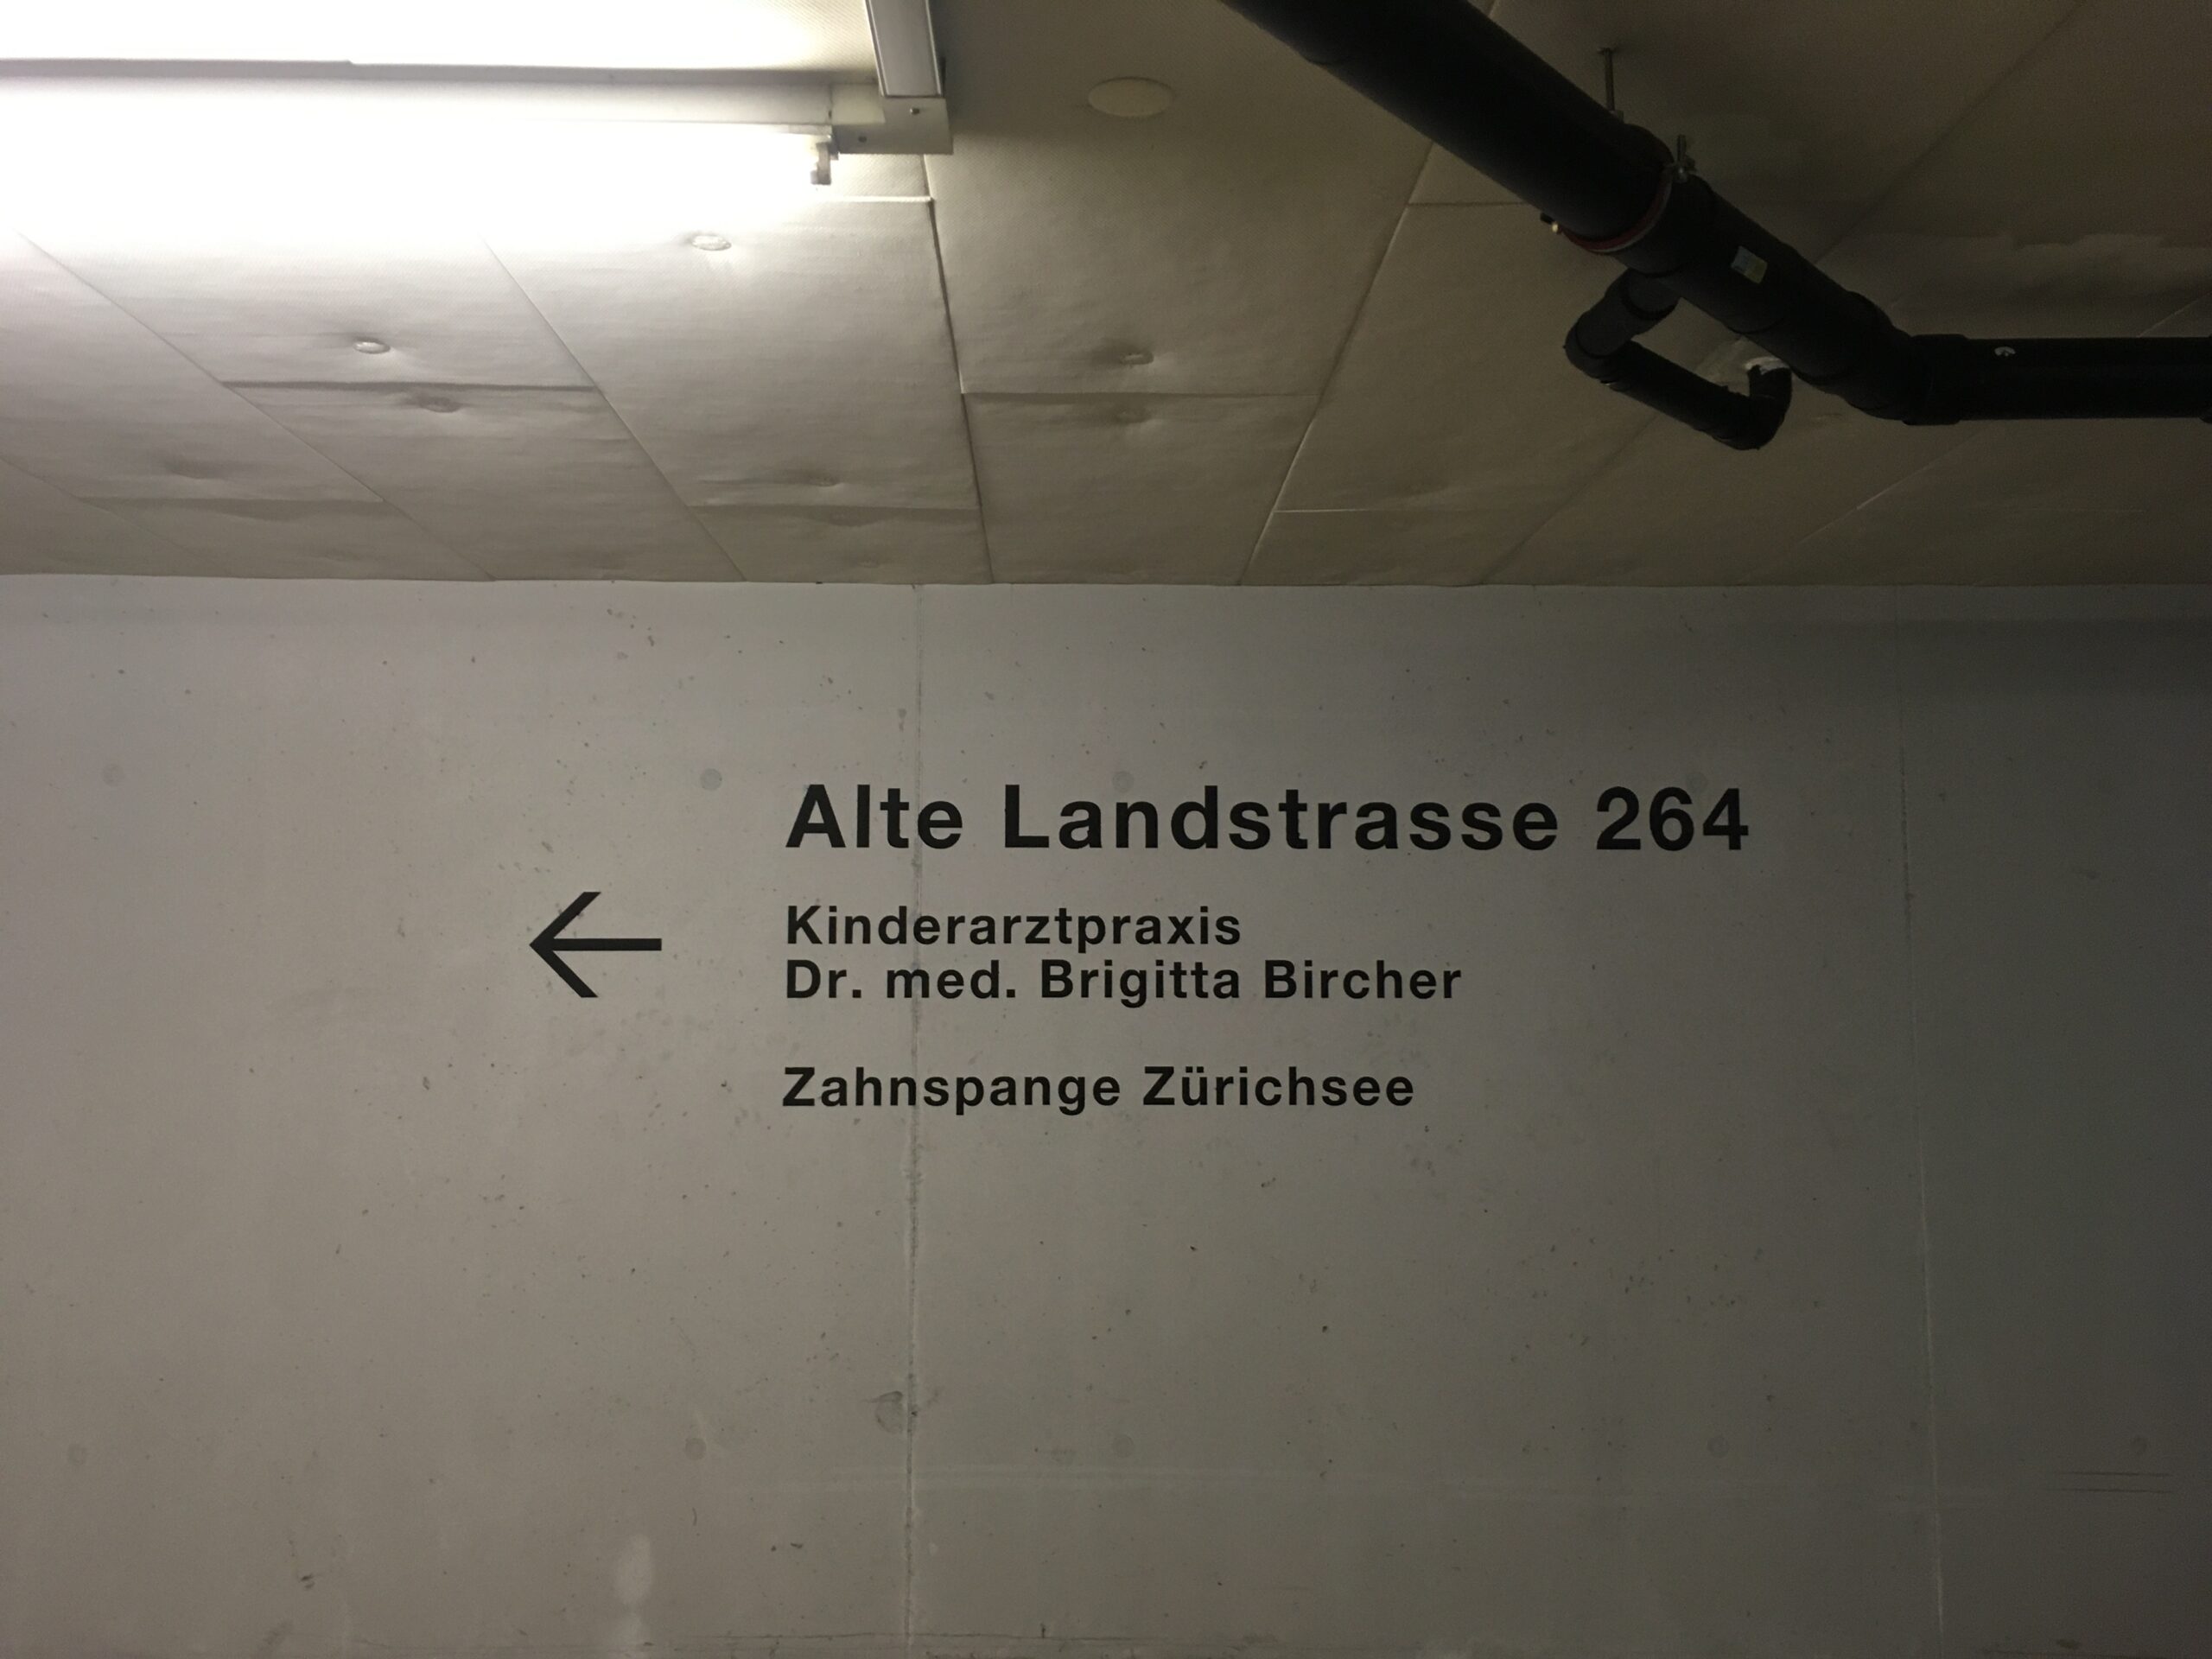 Alte Landstrasse 264
Kinderarztpraxis
Dr. med. Brigitta Bircher
Zahnspange Zürichsee